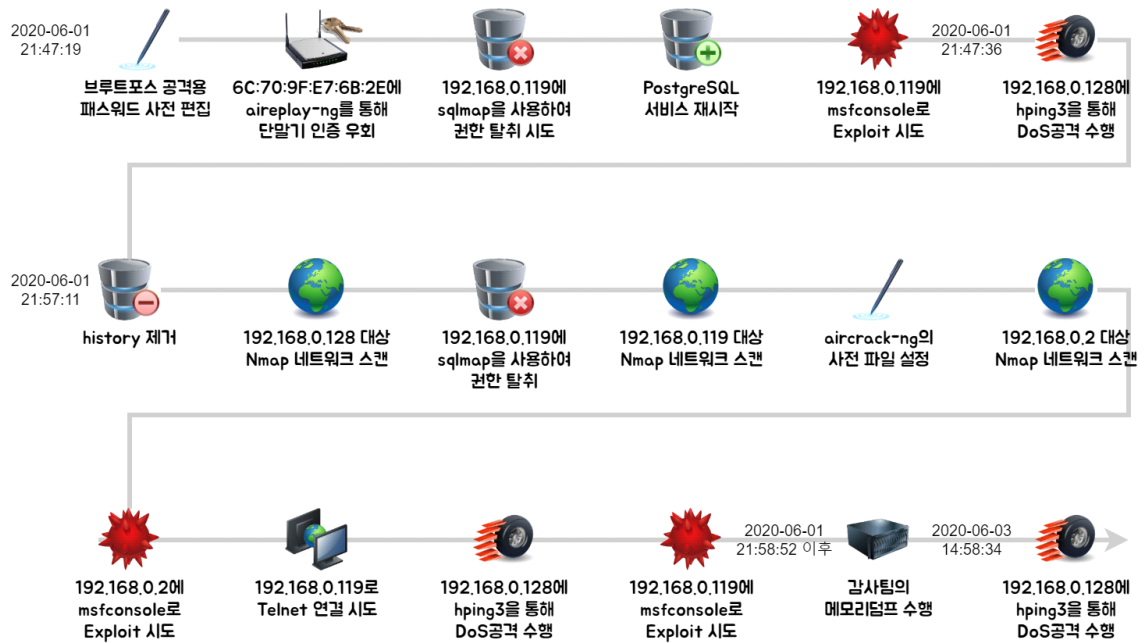 2020-06-01
21:47:19
브루트포스 공격용
패스워드 사전 편집
6C:70:9F:E7:6B:2E에
aireplay-ng를 통해
단말기 인증 우회
192.168.0.119에
sqlmap을 사용하여
권한 탈취 시도
PostgreSQL
서비스 재시작
192.168.0.119에
msfconsole로
Exploit 시도
2020-06-01
21:47:36
192.168.0.128에
hping3을 통해
DoS공격 수행
2020-06-01
21:57:11
history 제거
192.168.0.128 대상
Nmap 네트워크 스캔
192.168.0.119에
sqlmap을 사용하여
권한 탈취
192.168.0.119 대상
Nmap 네트워크 스캔
aircrack-ng의
사전 파일 설정
192.168.0.2 대상
Nmap 네트워크 스캔
192.168.0.2에
msfconsole로
Exploit 시도
192.168.0.119로
Telnet 연결 시도
192.168.0.128에
hping3을 통해
DoS공격 수행
192.168.0.119에
msfconsole로
Exploit 시도
2020-06-01
21:58:52 이후
감사팀의
메모리덤프 수행
2020-06-03
14:58:34
192.168.0.128에
hping3을 통해
DoS공격 수행